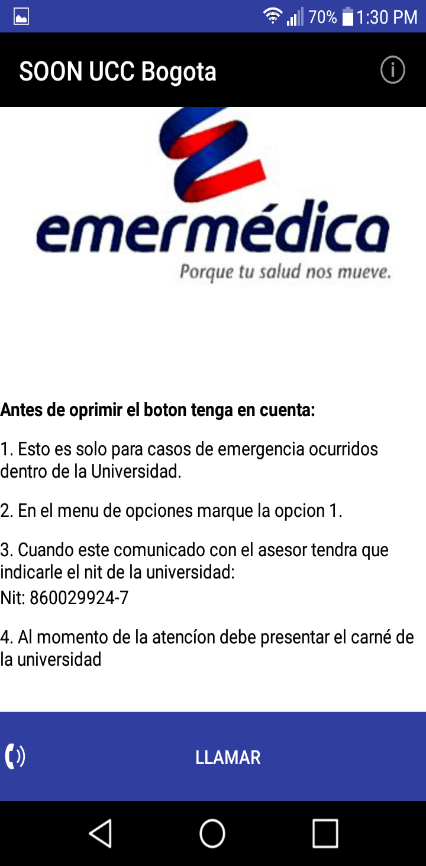 70% 1:30 PM
SOON UCC Bogota
emermédica
Porque tu salud nos mueve.
Antes de oprimir el boton tenga en cuenta:
1. Esto es solo para casos de emergencia ocurridos
dentro de la Universidad.
2. En el menu de opciones marque la opcion 1.
3. Cuando este comunicado con el asesor tendra que
indicarle el nit de la universidad:
Nit: 860029924-7
4. Al momento de la atencíon debe presentar el carné de
la universidad
LLAMAR